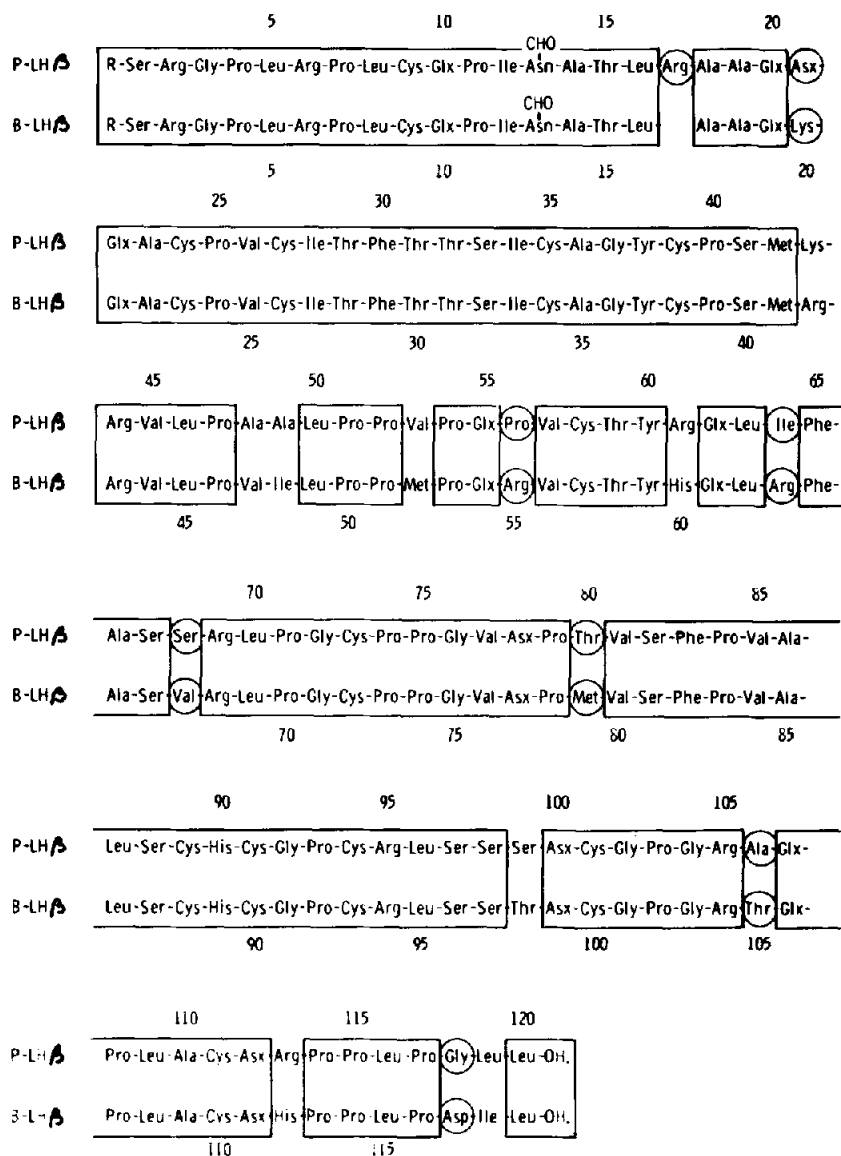 5 10 15 20
CHO
P-LHβ R-Ser-Arg-Gly-Pro-Leu-Arg-Pro-Leu-Cys-Glx-Pro-Ile-Asn-Ala-Thr-Leu-Arg-Ala-Ala-Glx-Asx-
CHO
B-LHβ R-Ser-Arg-Gly-Pro-Leu-Arg-Pro-Leu-Cys-Glx-Pro-Ile-Asn-Ala-Thr-Leu- Ala-Ala-Glx-Lys-
5 10 15 20
25 30 35 40
P-LHβ Glx-Ala-Cys-Pro-Val-Cys-Ile-Thr-Phe-Thr-Thr-Ser-Ile-Cys-Ala-Gly-Tyr-Cys-Pro-Ser-Met-Lys-
B-LHβ Glx-Ala-Cys-Pro-Val-Cys-Ile-Thr-Phe-Thr-Thr-Ser-Ile-Cys-Ala-Gly-Tyr-Cys-Pro-Ser-Met-Arg-
25 30 35 40
45 50 55 60 65
P-LHβ Arg-Val-Leu-Pro-Ala-Ala-Leu-Pro-Pro-Val-Pro-Glx-Pro-Val-Cys-Thr-Tyr-Arg-Glx-Leu-Ile-Phe-
B-LHβ Arg-Val-Leu-Pro-Val-Ile-Leu-Pro-Pro-Met-Pro-Glx-Arg-Val-Cys-Thr-Tyr-His-Glx-Leu-Arg-Phe-
45 50 55 60
70 75 80 85
P-LHβ Ala-Ser-Ser-Arg-Leu-Pro-Gly-Cys-Pro-Pro-Gly-Val-Asx-Pro-Thr-Val-Ser-Phe-Pro-Val-Ala-
B-LHβ Ala-Ser-Val-Arg-Leu-Pro-Gly-Cys-Pro-Pro-Gly-Val-Asx-Pro-Met-Val-Ser-Phe-Pro-Val-Ala-
70 75 80 85
90 95 100 105
P-LHβ Leu-Ser-Cys-His-Cys-Gly-Pro-Cys-Arg-Leu-Ser-Ser-Ser-Asx-Cys-Gly-Pro-Gly-Arg-Ala-Glx-
B-LHβ Leu-Ser-Cys-His-Cys-Gly-Pro-Cys-Arg-Leu-Ser-Ser-Thr-Asx-Cys-Gly-Pro-Gly-Arg-Thr-Glx-
90 95 100 105
110 115 120
P-LHβ Pro-Leu-Ala-Cys-Asx-Arg-Pro-Pro-Leu-Pro-Gly-Leu-Leu-OH.
B-LHβ Pro-Leu-Ala-Cys-Asx-His-Pro-Pro-Leu-Pro-Asp-Ile-Leu-OH.
110 115